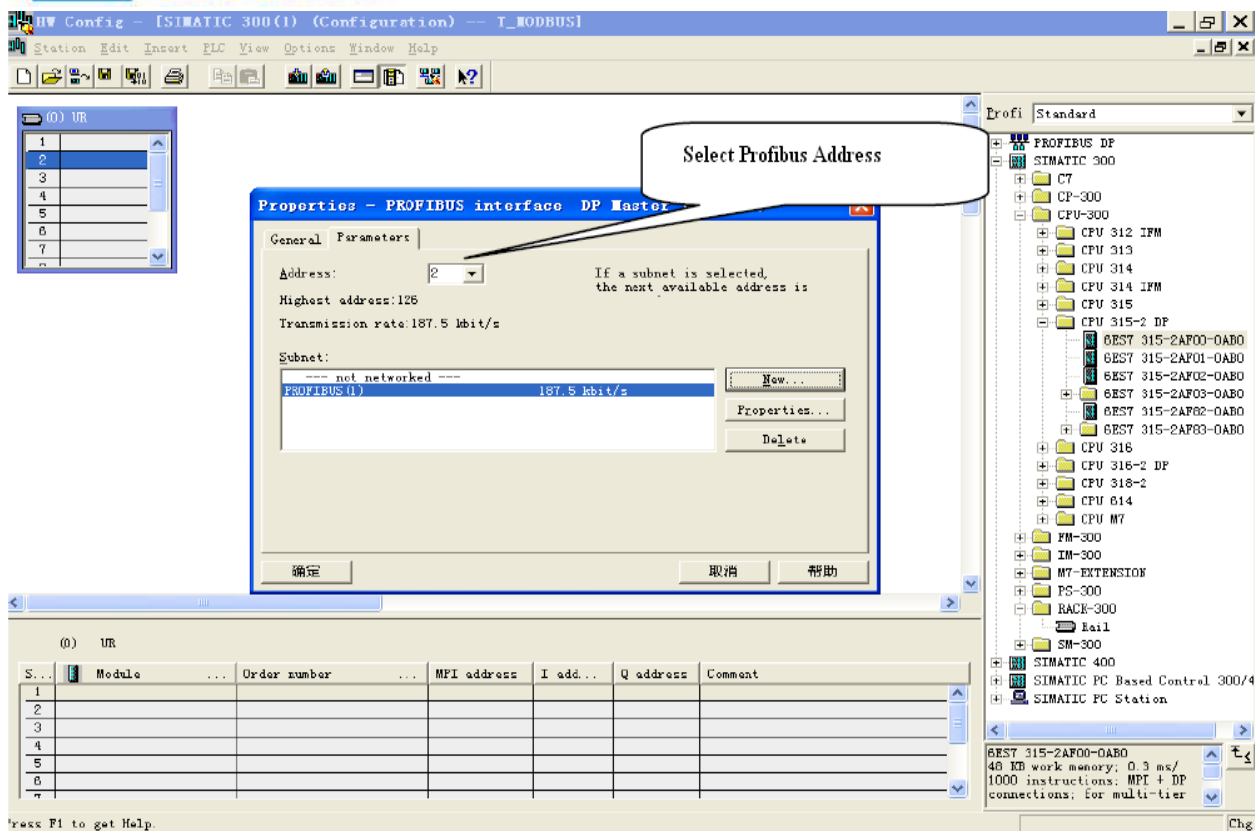 HW Config - [SIMATIC 300(1) (Configuration) -- T_MODBUS]
Station Edit Insert PLC View Options Window Help
(0) UR
1
2
3
4
5
6
7
Select Profibus Address
Properties - PROFIBUS interface DP Master
General Parameters
Address: 2
If a subnet is selected,
the next available address is
Highest address:126
Transmission rate:187.5 kbit/s
Subnet:
--- not networked ---
PROFIBUS(1) 187.5 kbit/s
New...
Properties...
Delete
确定 取消 帮助
Profi Standard
PROFIBUS DP
SIMATIC 300
C7
CP-300
CPU-300
CPU 312 IFM
CPU 313
CPU 314
CPU 314 IFM
CPU 315
CPU 315-2 DP
6ES7 315-2AF00-0AB0
6ES7 315-2AF01-0AB0
6ES7 315-2AF02-0AB0
6ES7 315-2AF03-0AB0
6ES7 315-2AF82-0AB0
6ES7 315-2AF83-0AB0
CPU 316
CPU 316-2 DP
CPU 318-2
CPU 614
CPU M7
FM-300
IM-300
M7-EXTENSION
PS-300
RACK-300
Rail
SM-300
SIMATIC 400
SIMATIC PC Based Control 300/4
SIMATIC PC Station
6ES7 315-2AF00-0AB0
48 KB work memory; 0.3 ms/
1000 instructions; MPI + DP
connections; for multi-tier
(0) UR
S... Module ... Order number ... MPI address I add... Q address Comment
1
2
3
4
5
6
7
Press F1 to get Help.
Chg